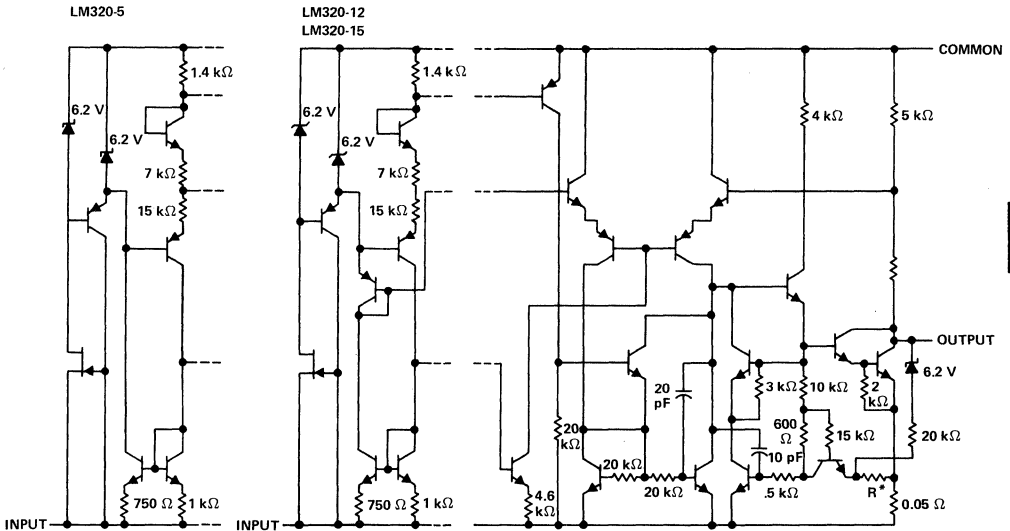 LM320-5
LM320-12
LM320-15
1.4 kΩ
6.2 V
6.2 V
7 kΩ
15 kΩ
750 Ω
1 kΩ
INPUT
1.4 kΩ
6.2 V
6.2 V
7 kΩ
15 kΩ
750 Ω
1 kΩ
INPUT
COMMON
4 kΩ
5 kΩ
OUTPUT
6.2 V
20
pF
3 kΩ
10 kΩ
2
kΩ
20
kΩ
600
Ω
15 kΩ
20 kΩ
10 pF
20 kΩ
20 kΩ
.5 kΩ
R*
4.6
kΩ
0.05 Ω